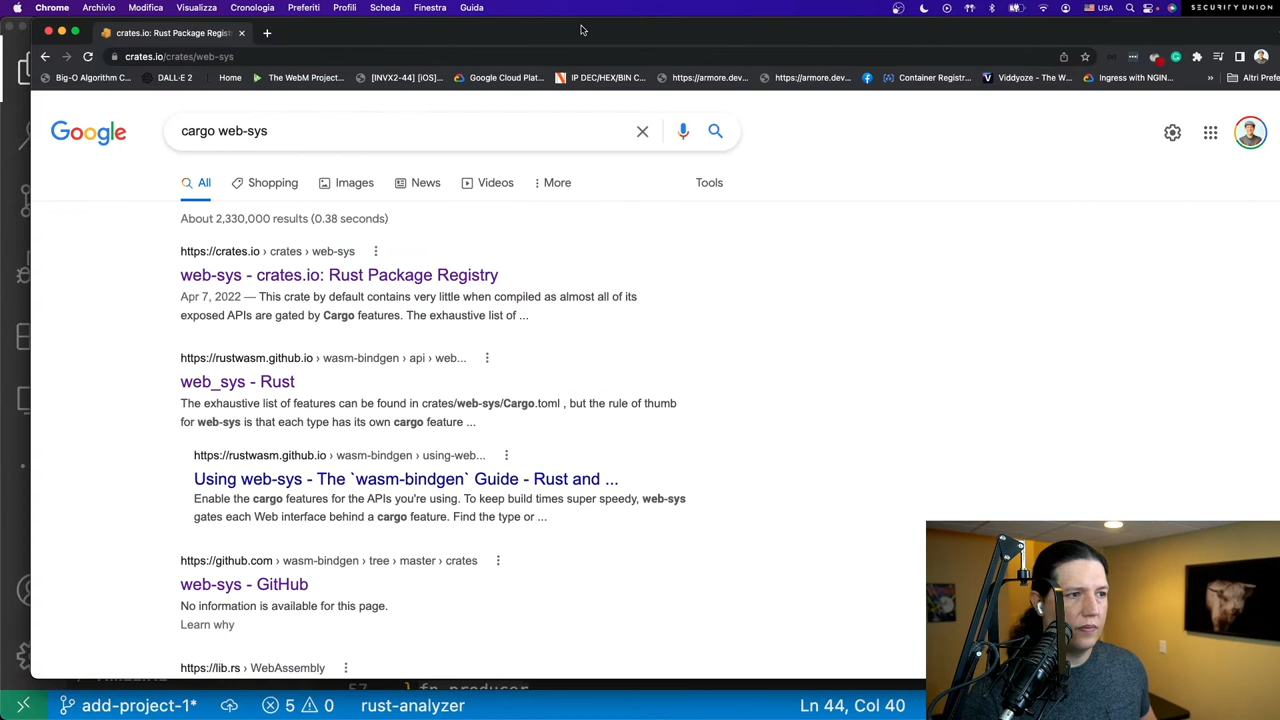 Chrome Archivio Modifica Visualizza Cronologia Preferiti Profili Scheda Finestra Guida USA SECURITY UNION
crates.io: Rust Package Regist
crates.io/crates/web-sys
Big-O Algorithm C... DALL·E 2 Home The WebM Project... [INVX2-44] [iOS]... Google Cloud Plat... IP DEC/HEX/BIN C... https://armore.dev... https://armore.dev... Container Registr... Viddyoze - The W... Ingress with NGIN... » Altri Prefe
Google cargo web-sys
All Shopping Images News Videos More Tools
About 2,330,000 results (0.38 seconds)
https://crates.io › crates › web-sys
web-sys - crates.io: Rust Package Registry
Apr 7, 2022 — This crate by default contains very little when compiled as almost all of its
exposed APIs are gated by Cargo features. The exhaustive list of ...
https://rustwasm.github.io › wasm-bindgen › api › web...
web_sys - Rust
The exhaustive list of features can be found in crates/web-sys/Cargo.toml , but the rule of thumb
for web-sys is that each type has its own cargo feature ...
https://rustwasm.github.io › wasm-bindgen › using-web...
Using web-sys - The `wasm-bindgen` Guide - Rust and ...
Enable the cargo features for the APIs you're using. To keep build times super speedy, web-sys
gates each Web interface behind a cargo feature. Find the type or ...
https://github.com › wasm-bindgen › tree › master › crates
web-sys - GitHub
No information is available for this page.
Learn why
https://lib.rs › WebAssembly
57 } fn producer
add-project-1* 5 0 rust-analyzer Ln 44, Col 40